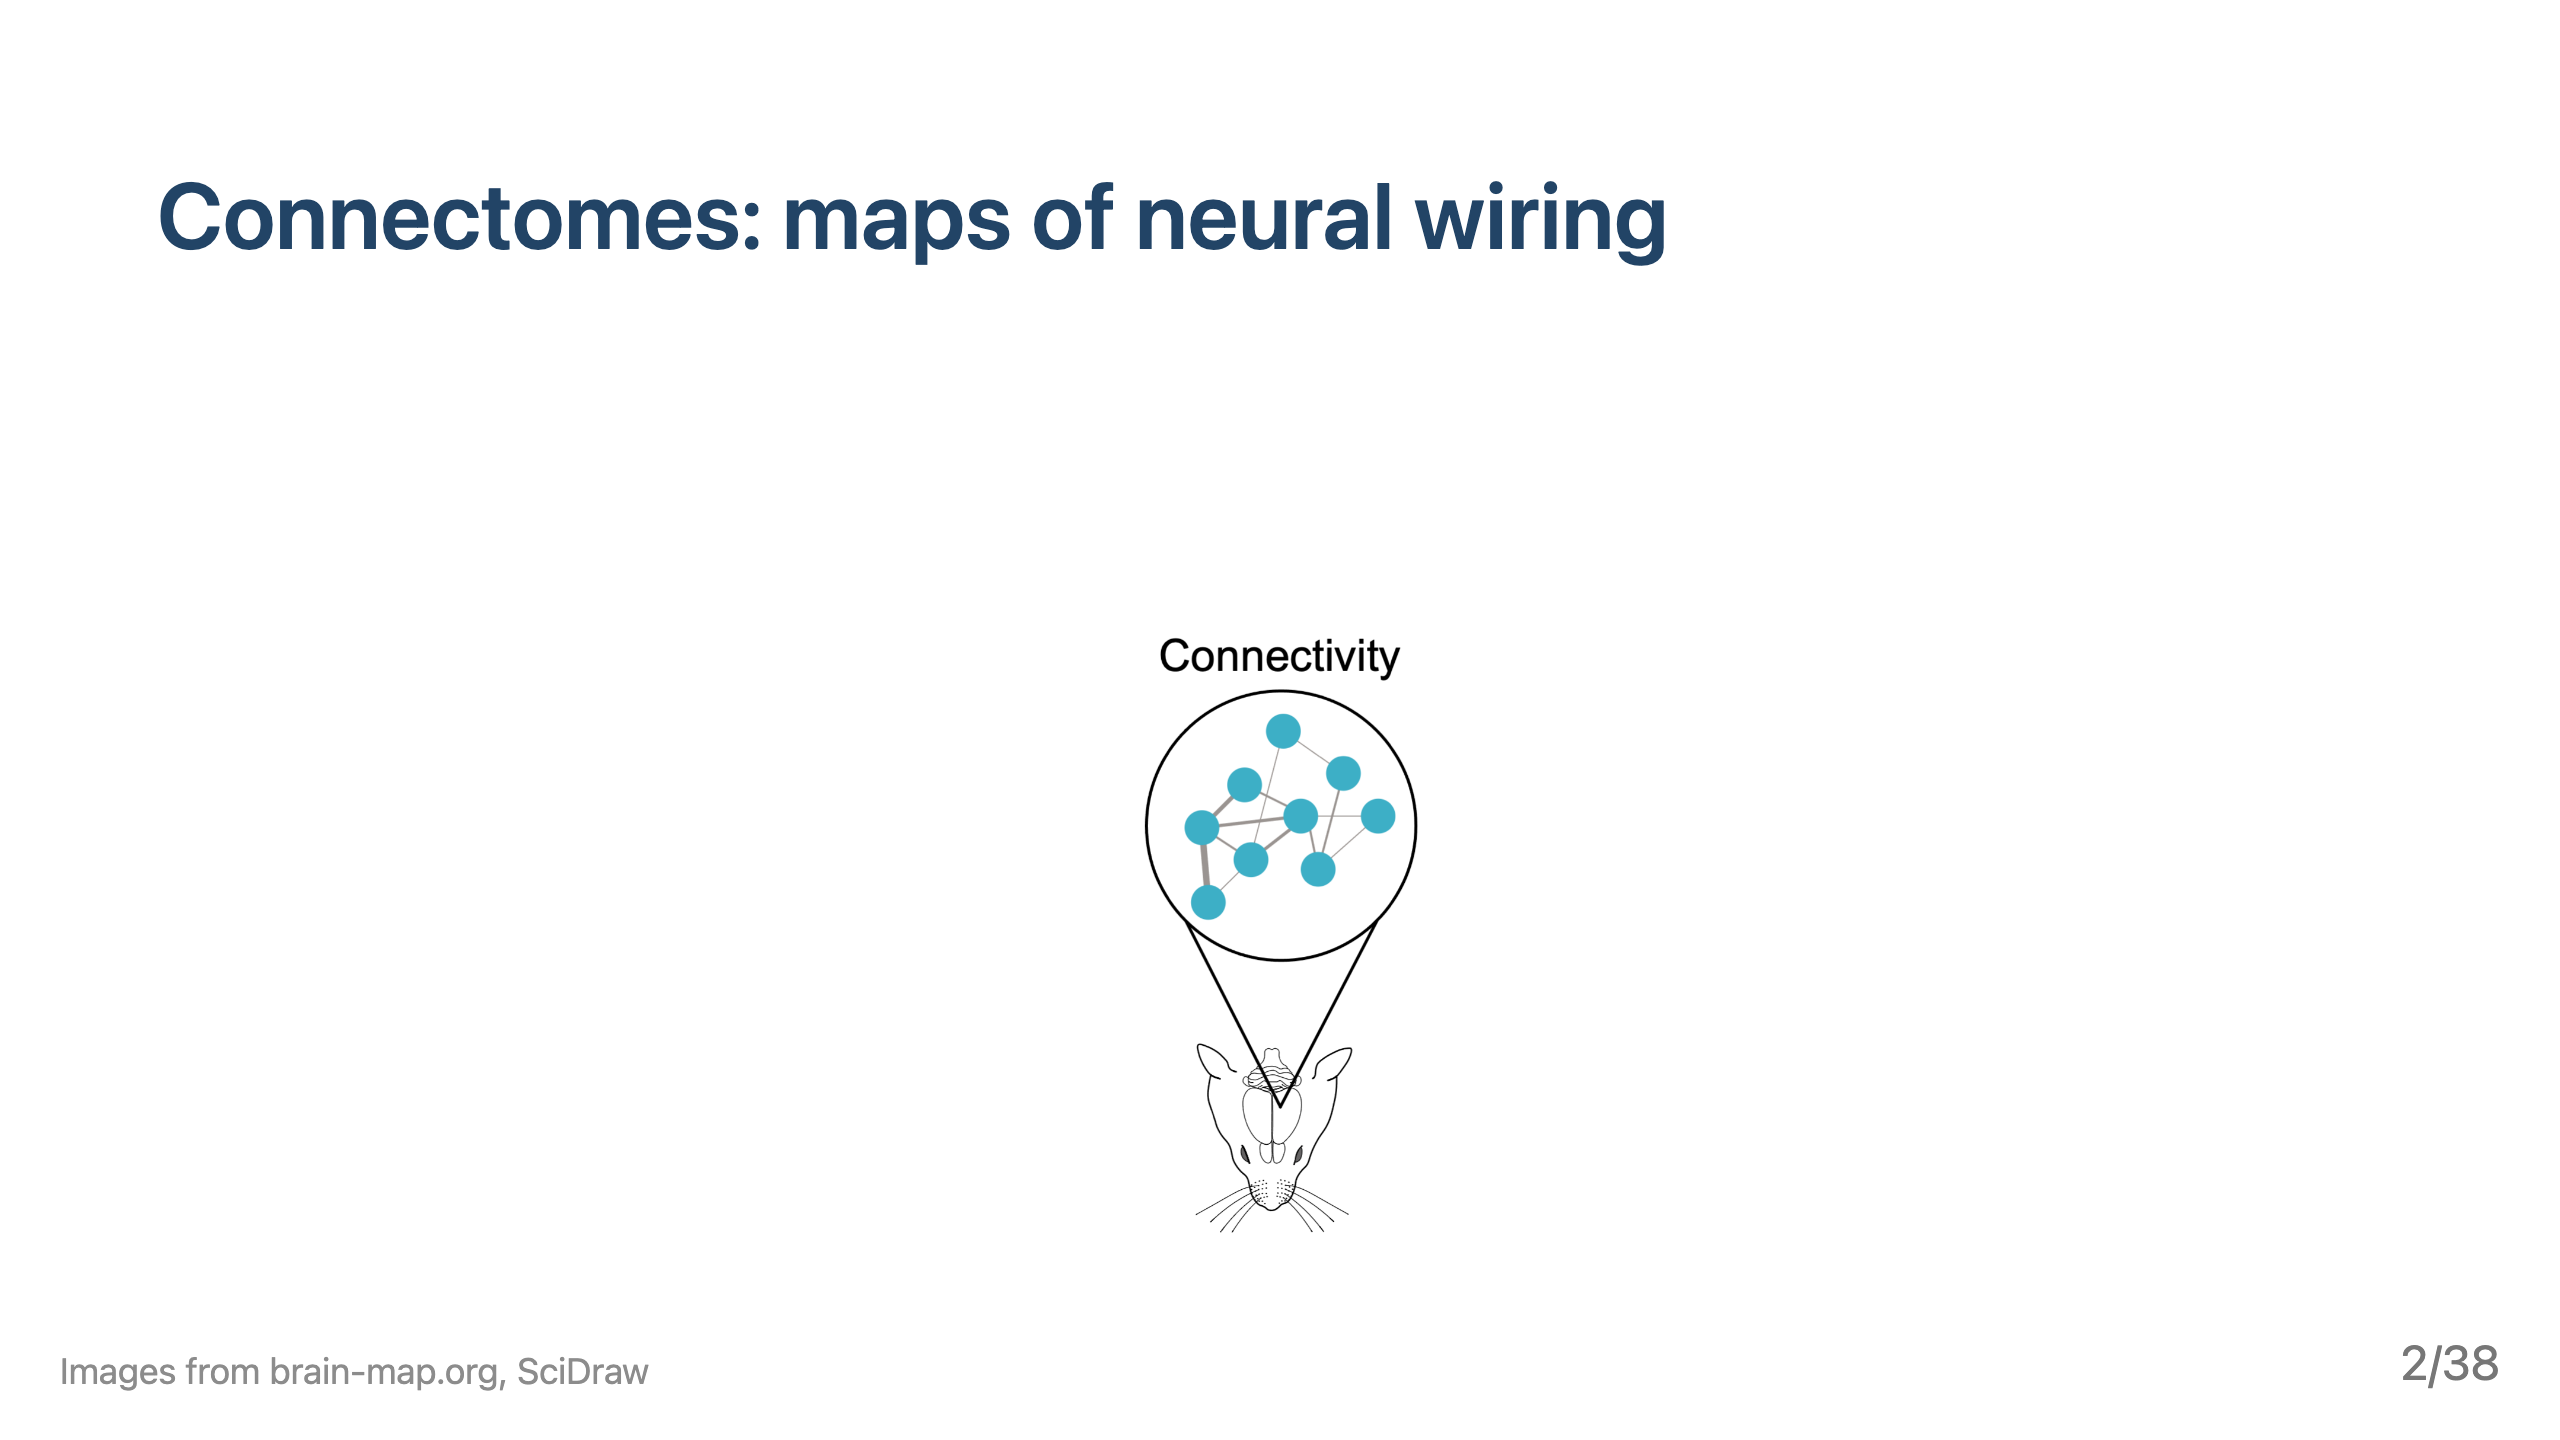 Connectomes: maps of neural wiring
Connectivity
Images from brain-map.org, SciDraw
2/38